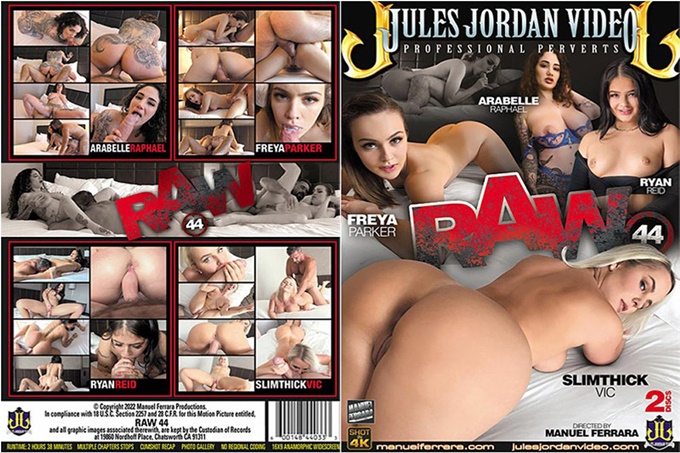 ARABELLE RAPHAEL
FREYA PARKER
RAW
44
RYAN REID
SLIMTHICK VIC
© Copyright 2022 Manuel Ferrara Productions.
In compliance with 18 U.S.C. Section 2257 and 28 C.F.R. for this Motion Picture entitled,
RAW 44
and all graphic images associated therewith, are kept by the Custodian of Records
at 19860 Nordhoff Place, Chatsworth CA 91311
6 00148 44033 3
RUNTIME: 2 HOURS 38 MINUTES MULTIPLE CHAPTERS STOPS CUMSHOT RECAP PHOTO GALLERY NO REGIONAL CODING 16X9 ANAMORPHIC WIDESCREEN
JULES JORDAN VIDEO
PROFESSIONAL PERVERTS
ARABELLE
RAPHAEL
RYAN
REID
FREYA
PARKER
RAW
44
SLIMTHICK
VIC
2
DISCS
DIRECTED BY
MANUEL FERRARA
SHOT IN
4K
manuelferrara.com
julesjordanvideo.com